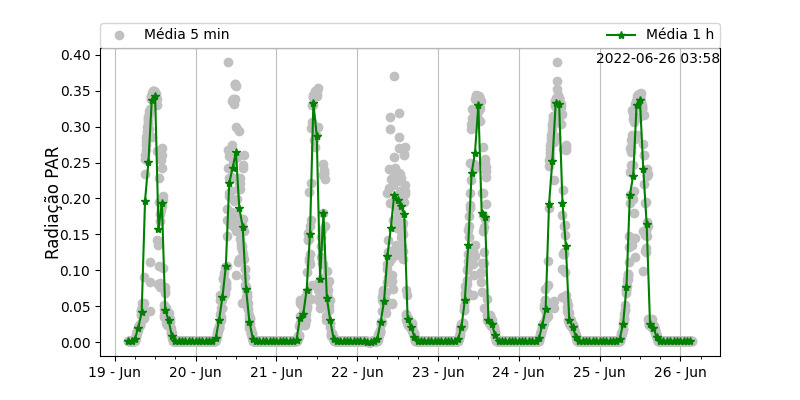 Média 5 min
Média 1 h
2022-06-26 03:58
Radiação PAR
0.40
0.35
0.30
0.25
0.20
0.15
0.10
0.05
0.00
19 - Jun
20 - Jun
21 - Jun
22 - Jun
23 - Jun
24 - Jun
25 - Jun
26 - Jun